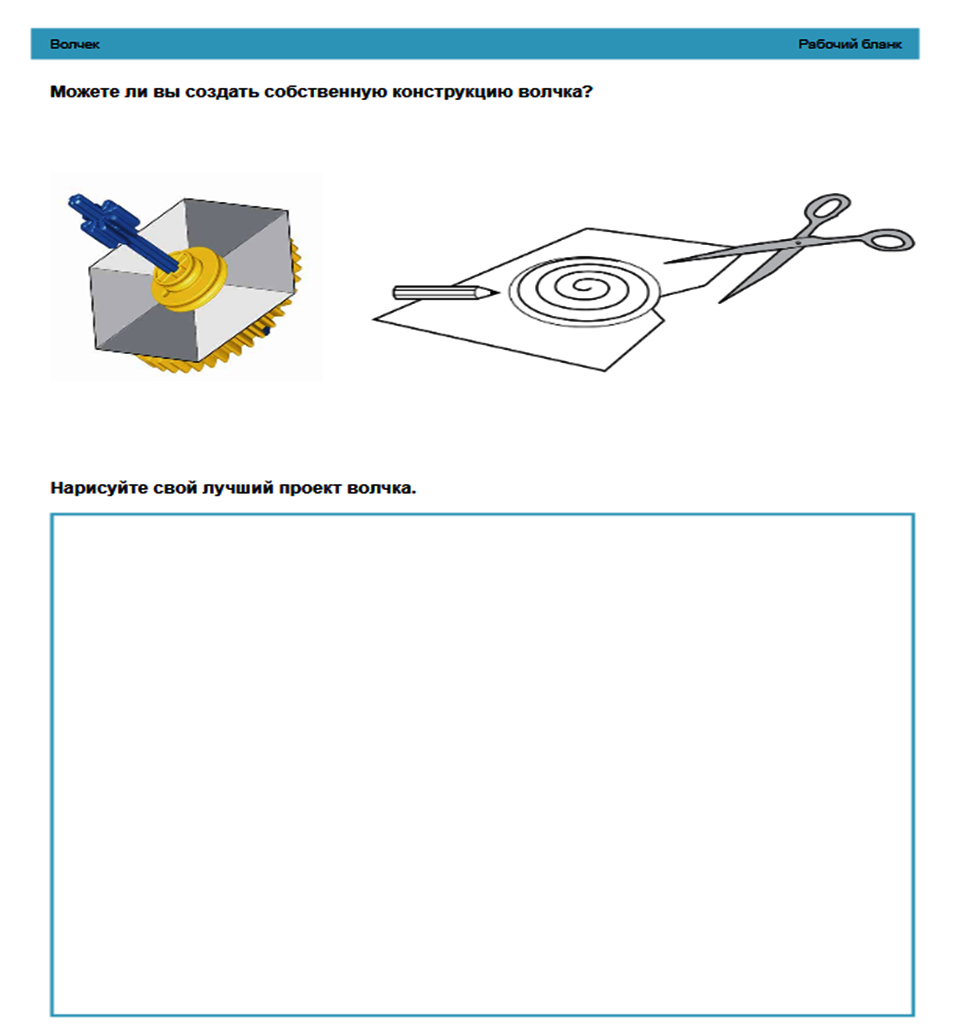 Волчек
Рабочий бланк
Можете ли вы создать собственную конструкцию волчка?
Нарисуйте свой лучший проект волчка.